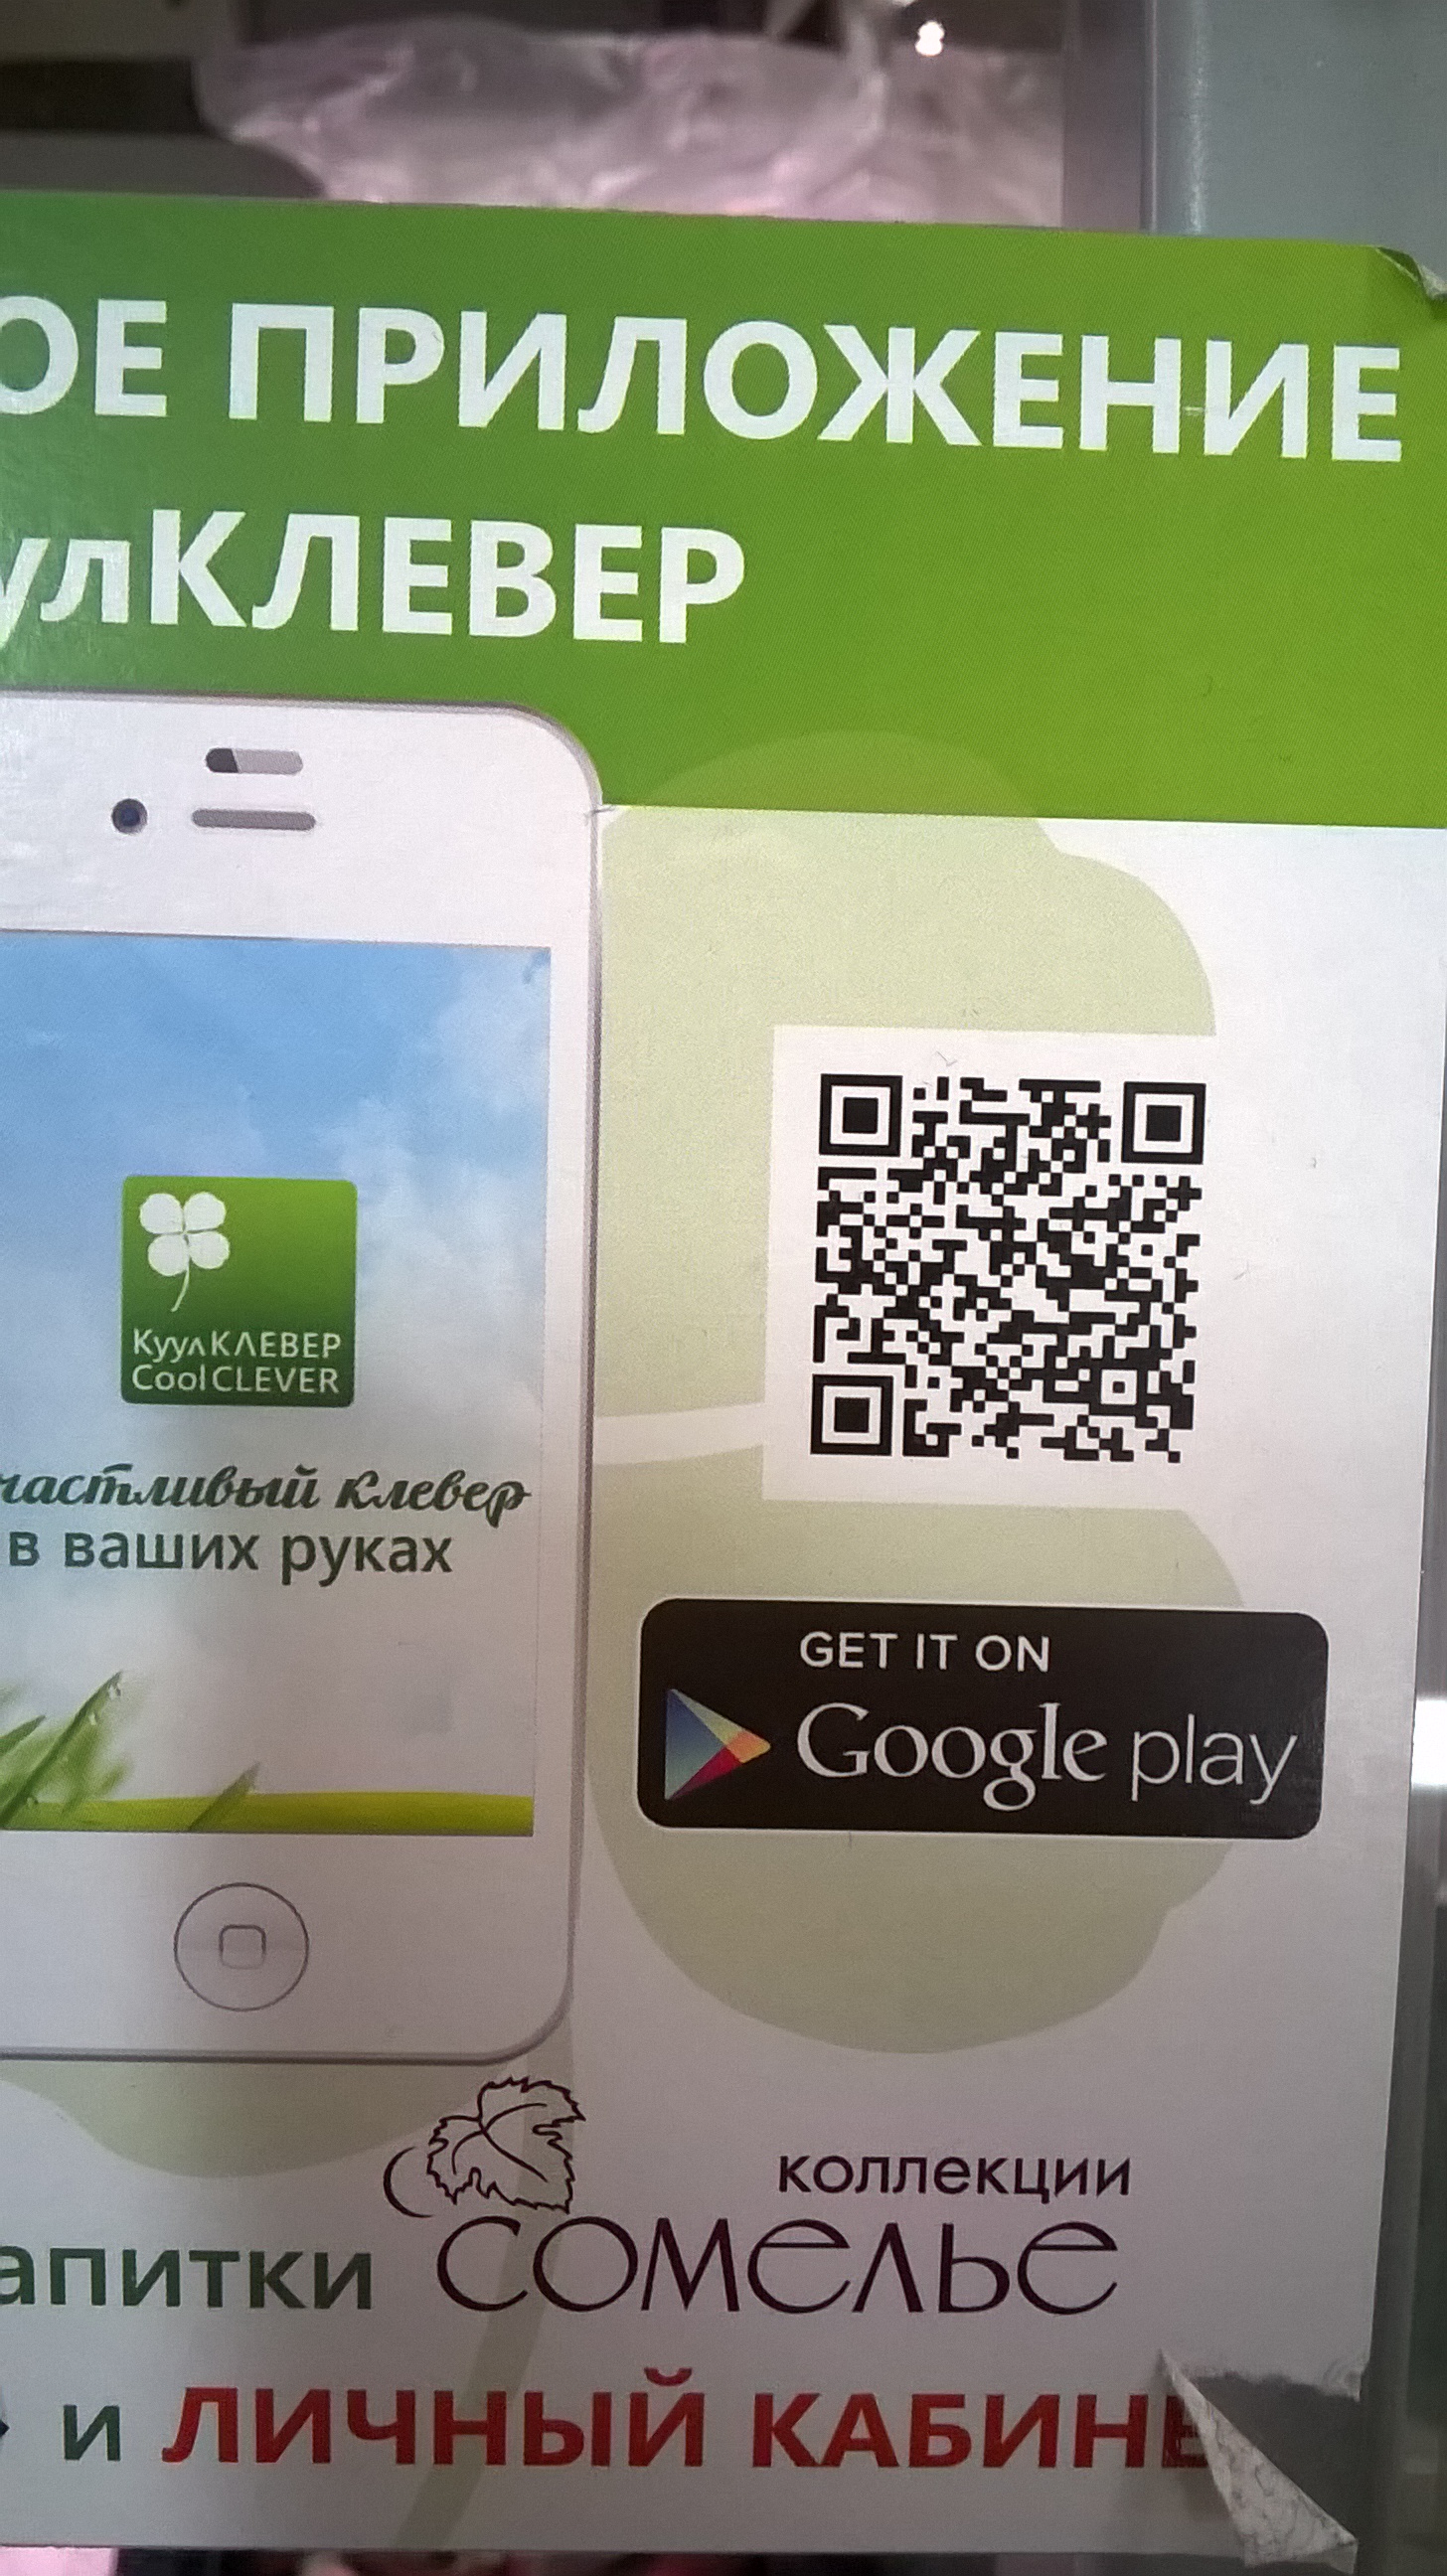 ОЕ ПРИЛОЖЕНИЕ
улКЛЕВЕР
КуулКЛЕВЕР
CoolCLEVER
частливый клевер
в ваших руках
GET IT ON
Google play
коллекции
апитки сомелье
и ЛИЧНЫЙ КАБИНЕ